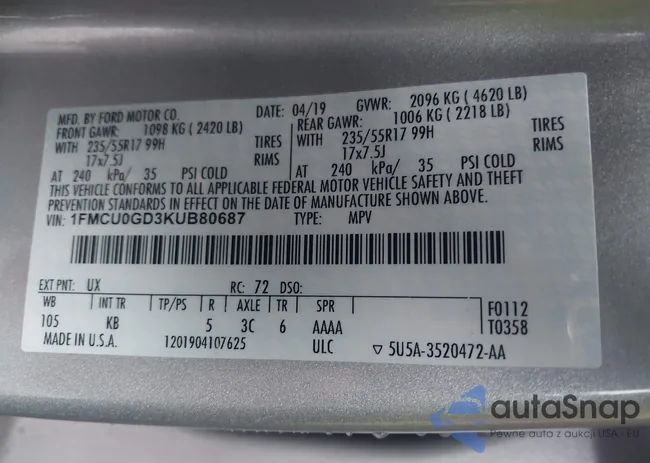 MFD. BY FORD MOTOR CO. DATE: 04/19 GVWR: 2096 KG ( 4620 LB)
FRONT GAWR: 1098 KG ( 2420 LB) REAR GAWR: 1006 KG ( 2218 LB)
WITH 235/55R17 99H TIRES WITH 235/55R17 99H TIRES
17x7.5J RIMS 17x7.5J RIMS
AT 240 kPa/ 35 PSI COLD AT 240 kPa/ 35 PSI COLD
THIS VEHICLE CONFORMS TO ALL APPLICABLE FEDERAL MOTOR VEHICLE SAFETY AND THEFT
PREVENTION STANDARDS IN EFFECT ON THE DATE OF MANUFACTURE SHOWN ABOVE.
VIN: 1FMCU0GD3KUB80687 TYPE: MPV
EXT PNT: UX RC: 72 DSO:
WB INT TR TP/PS R AXLE TR SPR F0112
105 KB 5 3C 6 AAAA T0358
MADE IN U.S.A. 1201904107625 ULC ▽ 5U5A-3520472-AA
autaSnap
Pewne auta z aukcji USA - EU